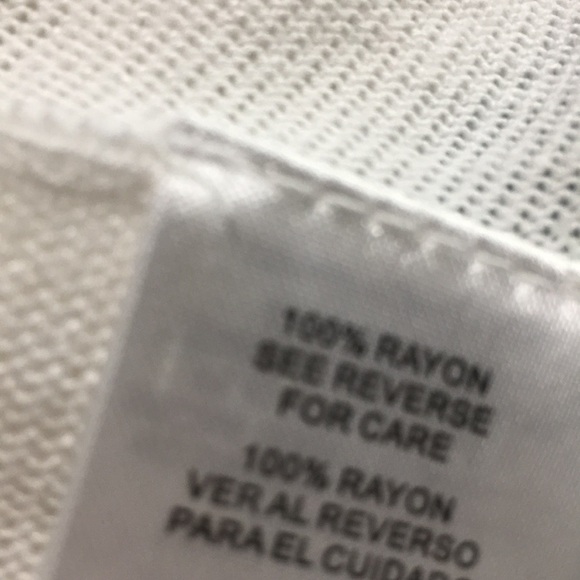 100% RAYON
SEE REVERSE
FOR CARE
100% RAYON
VER AL REVERSO
PARA EL CUIDADO